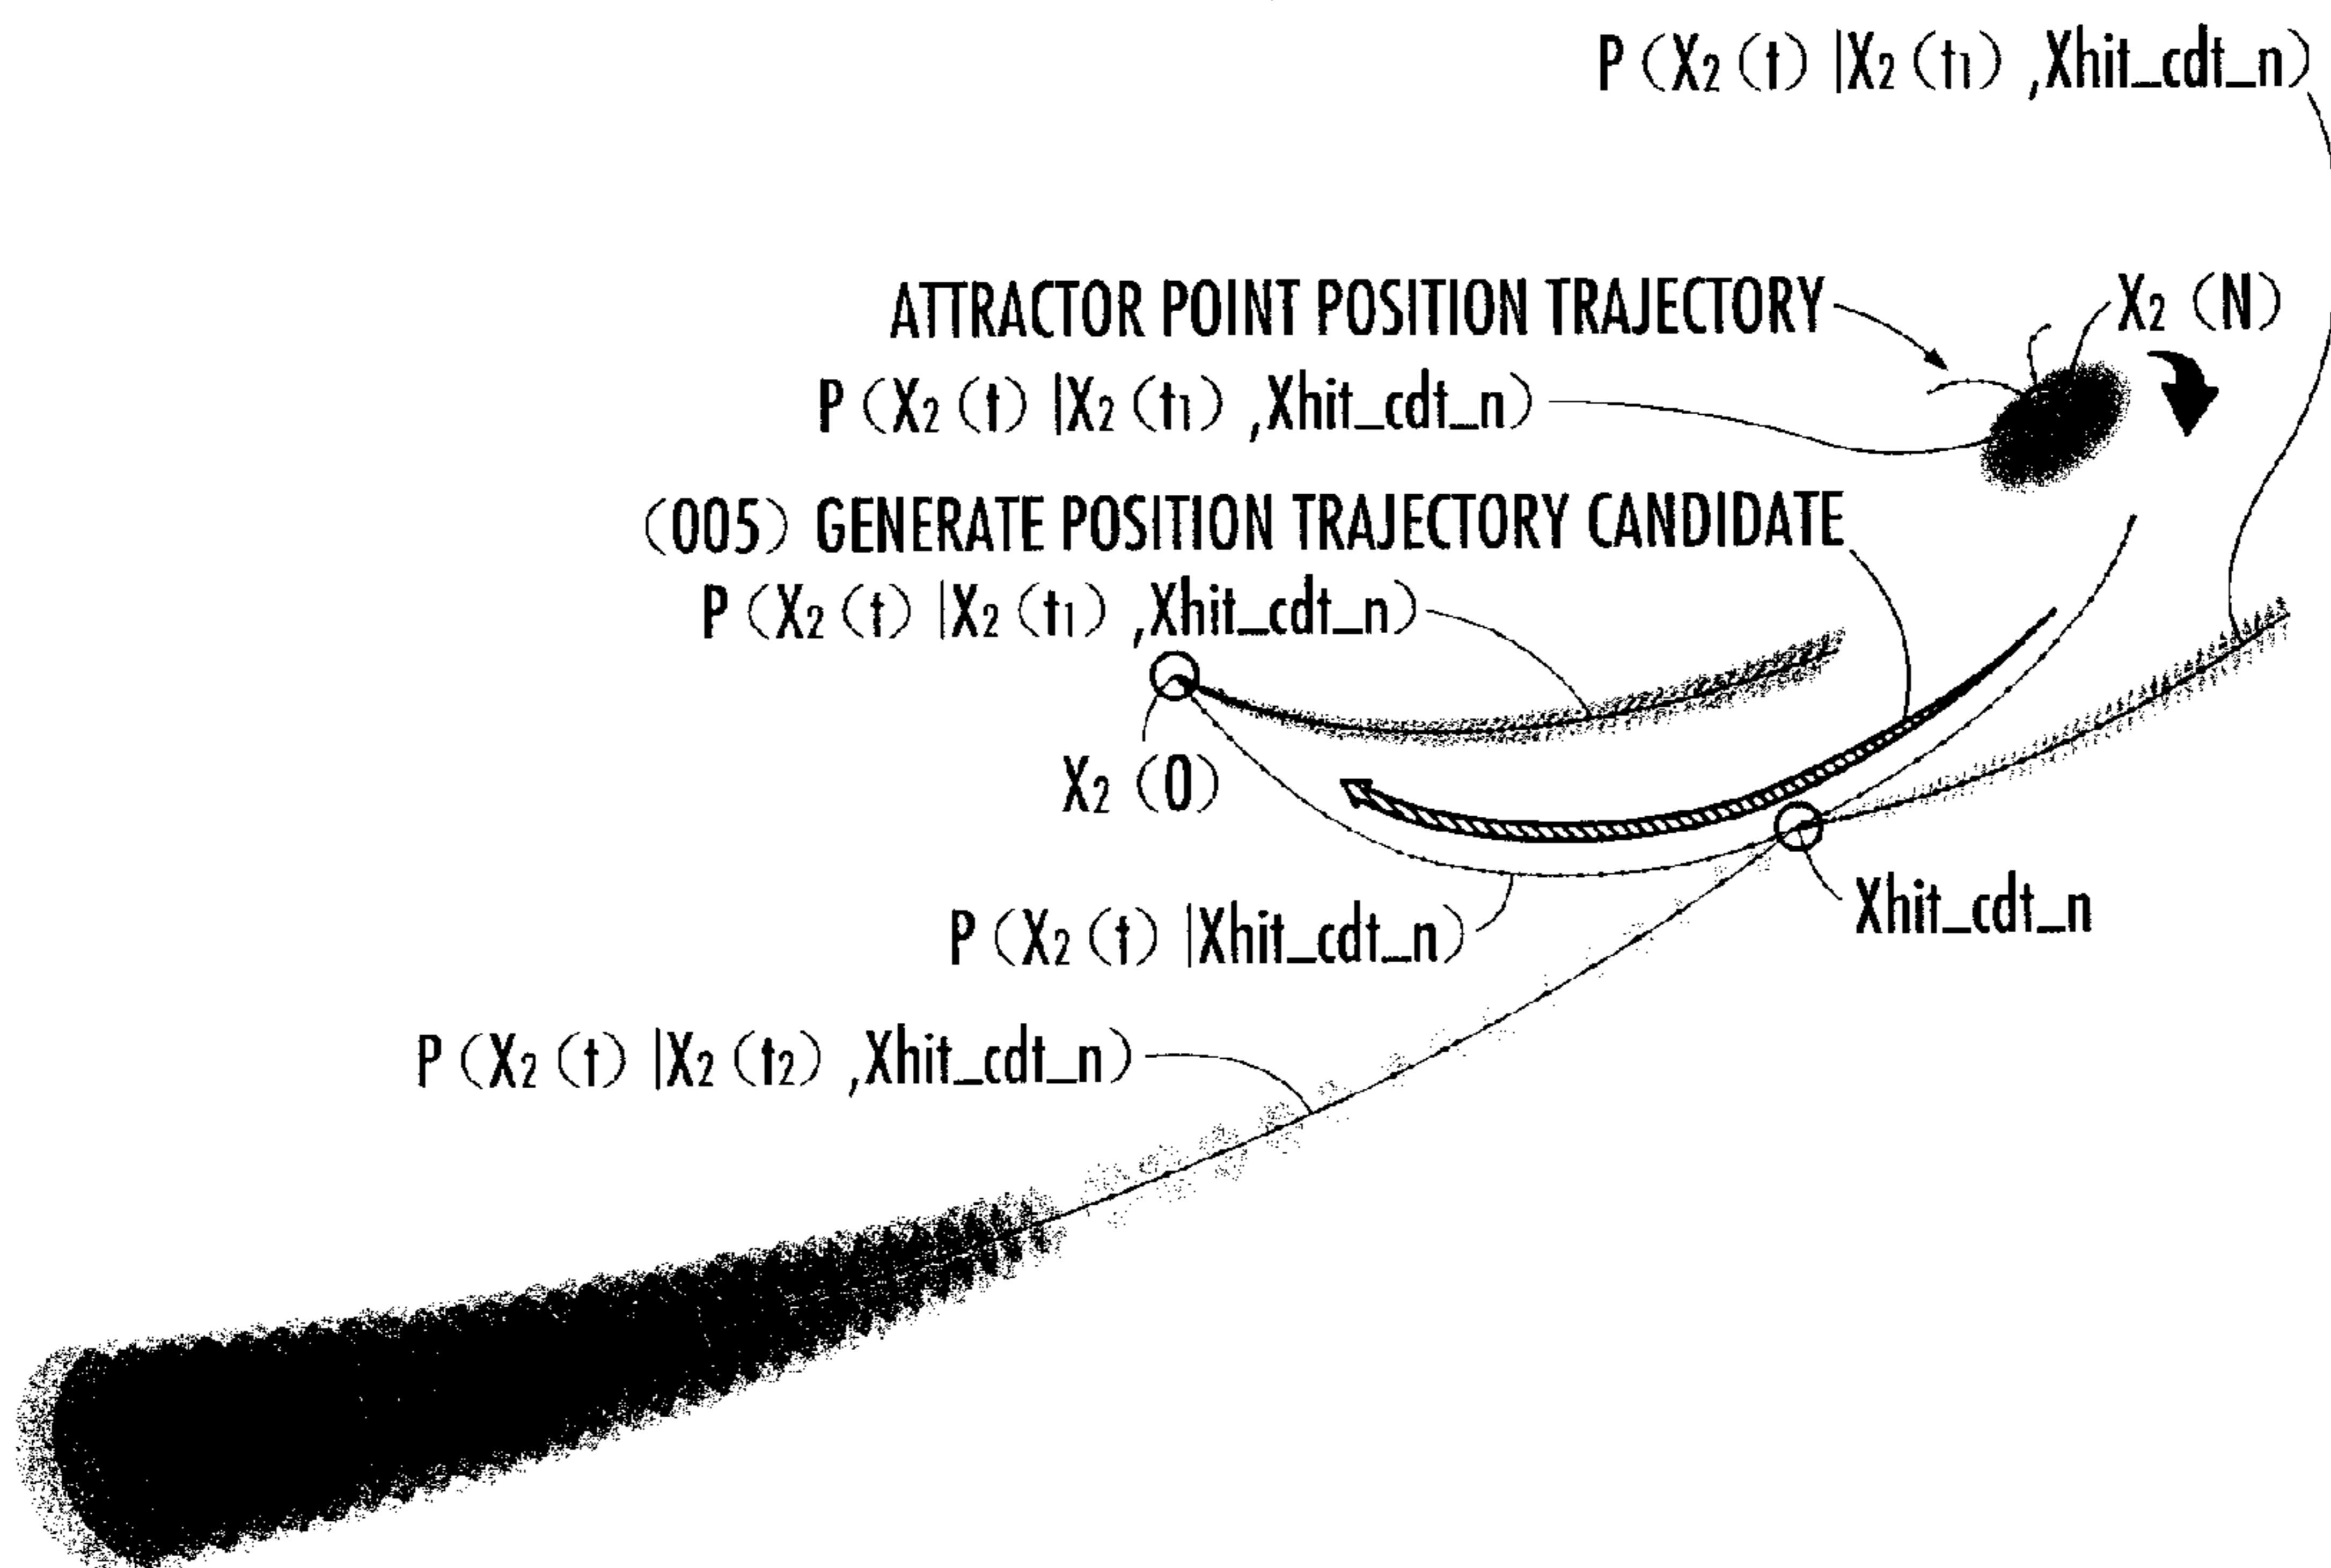 P (X₂ (t) |X₂ (t₁) ,Xhit_cdt_n)
ATTRACTOR POINT POSITION TRAJECTORY
X₂ (N)
P (X₂ (t) |X₂ (t₁) ,Xhit_cdt_n)
(005) GENERATE POSITION TRAJECTORY CANDIDATE
P (X₂ (t) |X₂ (t₁) ,Xhit_cdt_n)
X₂ (0)
Xhit_cdt_n
P (X₂ (t) |Xhit_cdt_n)
P (X₂ (t) |X₂ (t₂) ,Xhit_cdt_n)